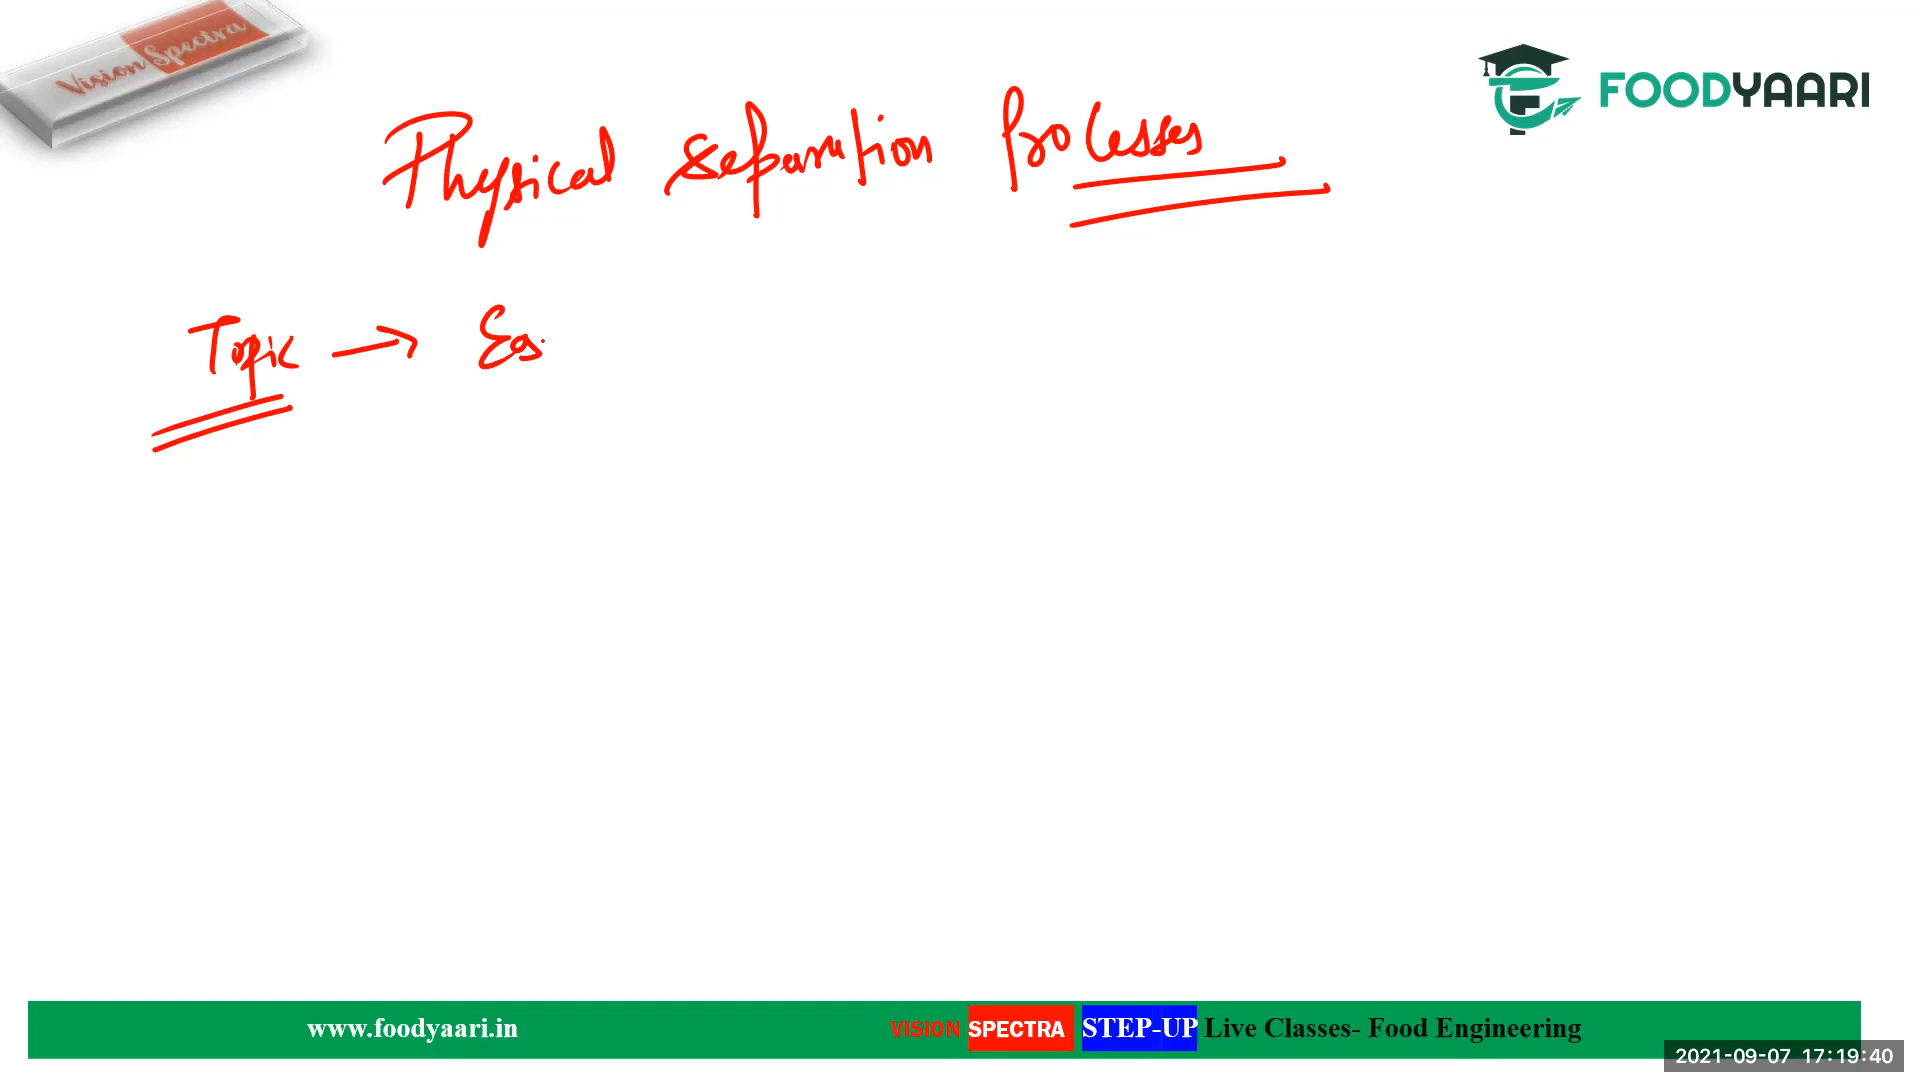 Vision Spectra
FOODYAARI
Physical separation Processes
Topic → Eas
www.foodyaari.in
VISION SPECTRA STEP-UP Live Classes- Food Engineering
2021-09-07 17:19:40